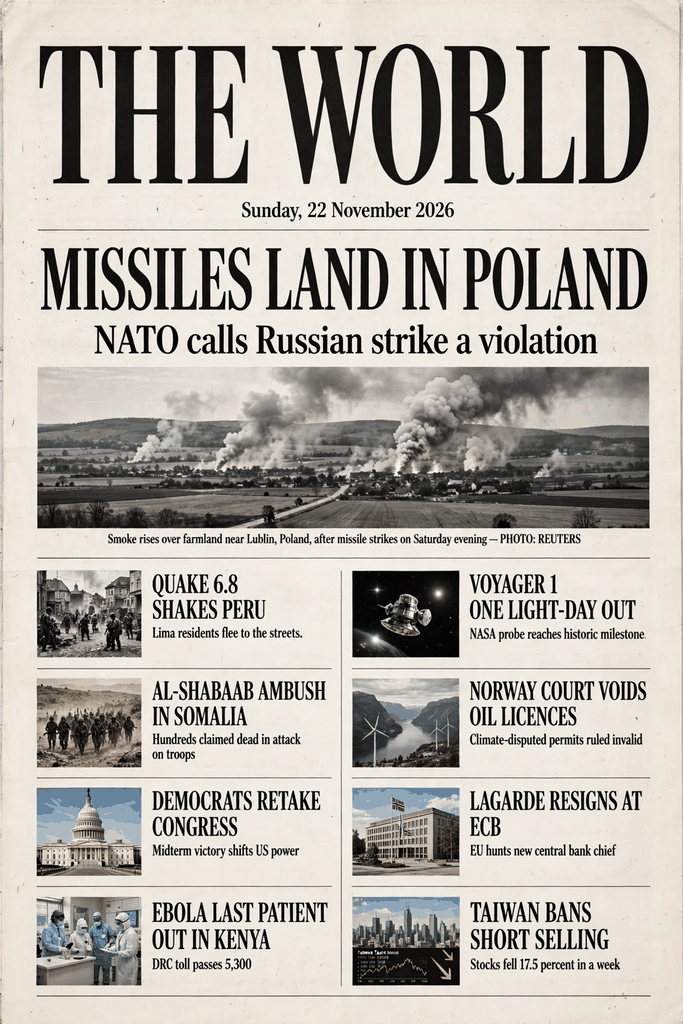 THE WORLD
Sunday, 22 November 2026
MISSILES LAND IN POLAND
NATO calls Russian strike a violation
Smoke rises over farmland near Lublin, Poland, after missile strikes on Saturday evening — PHOTO: REUTERS
QUAKE 6.8
SHAKES PERU
Lima residents flee to the streets.
AL-SHABAAB AMBUSH
IN SOMALIA
Hundreds claimed dead in attack
on troops
DEMOCRATS RETAKE
CONGRESS
Midterm victory shifts US power
EBOLA LAST PATIENT
OUT IN KENYA
DRC toll passes 5,300
VOYAGER 1
ONE LIGHT-DAY OUT
NASA probe reaches historic milestone
NORWAY COURT VOIDS
OIL LICENCES
Climate-disputed permits ruled invalid
LAGARDE RESIGNS AT
ECB
EU hunts new central bank chief
TAIWAN BANS
SHORT SELLING
Stocks fell 17.5 percent in a week